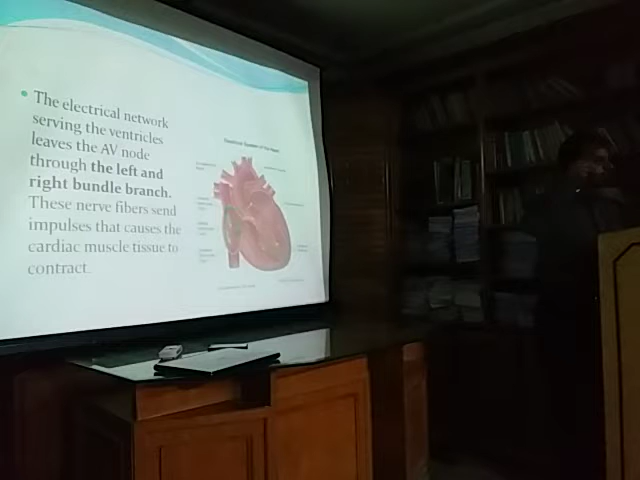 The electrical network
serving the ventricles
leaves the AV node
through the left and
right bundle branch.
These nerve fibers send
impulses that causes the
cardiac muscle tissue to
contract.
Electrical System of the Heart